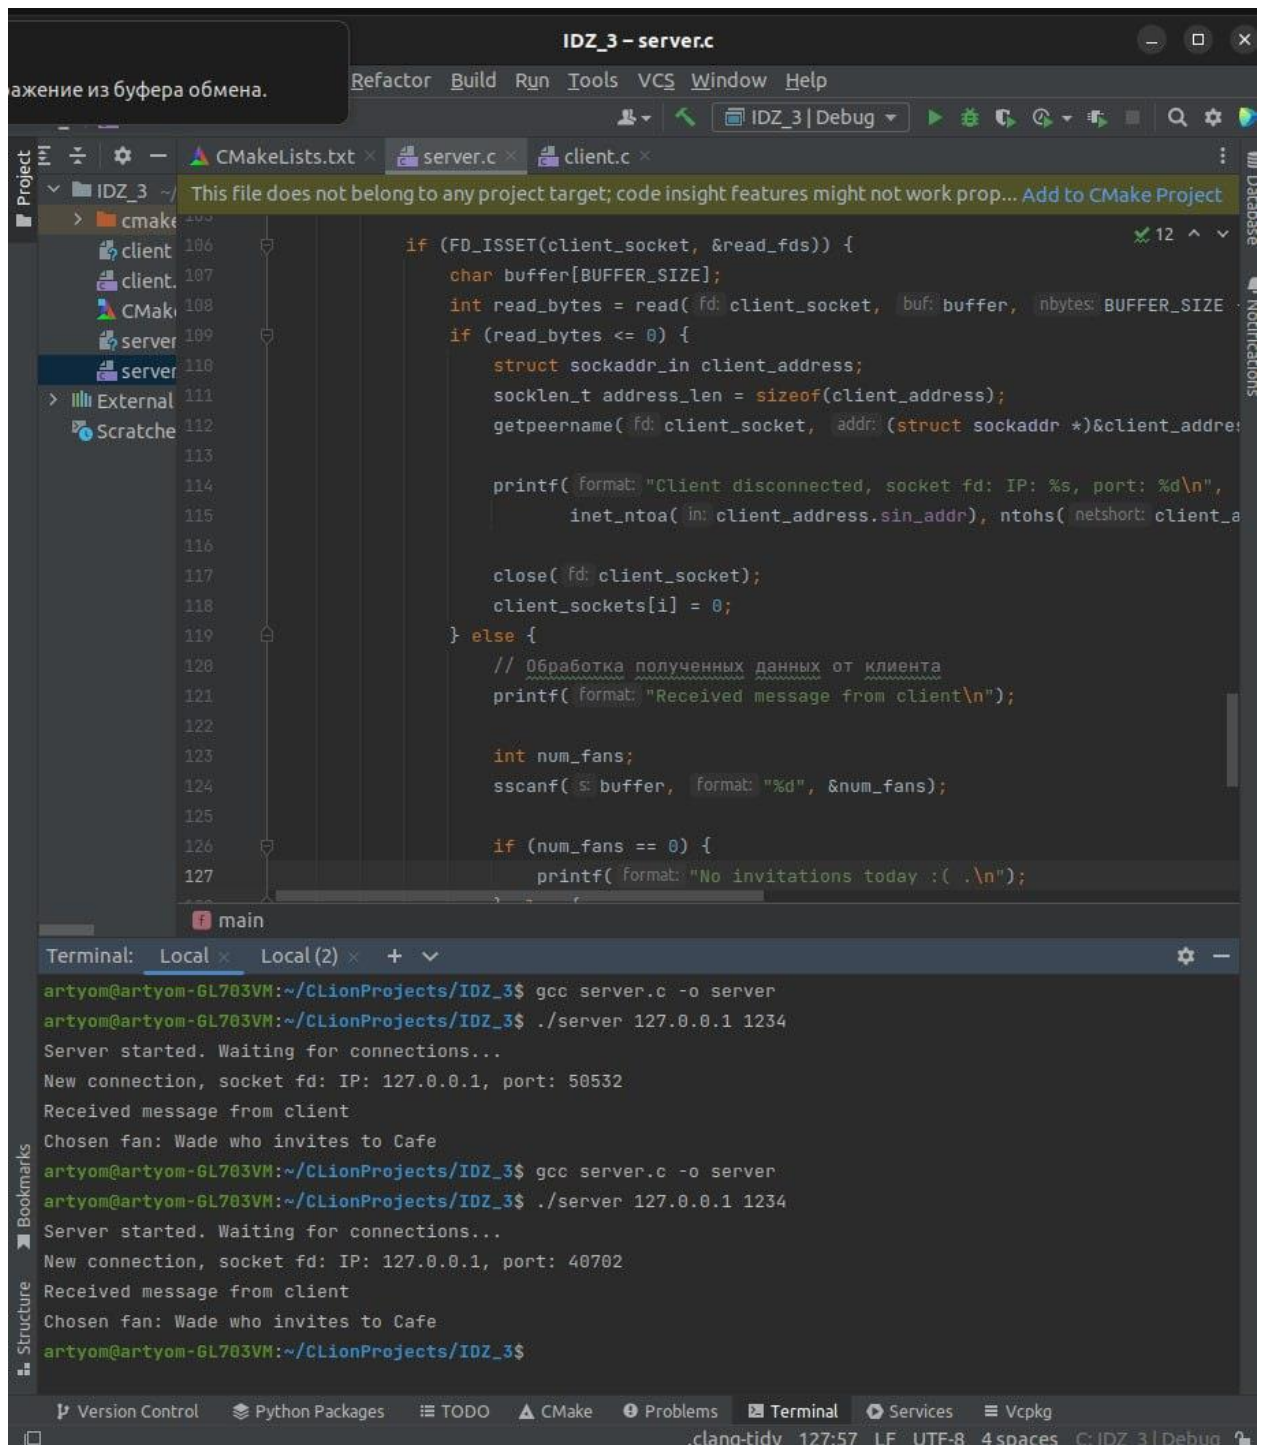 IDZ_3 – server.c
ажение из буфера обмена.
Refactor Build Run Tools VCS Window Help
IDZ_3 | Debug
CMakeLists.txt server.c client.c
Project
IDZ_3 ~/
This file does not belong to any project target; code insight features might not work prop... Add to CMake Project
cmake
client
client.
CMak
server
server
External
Scratche
Database
Notifications
12
106 if (FD_ISSET(client_socket, &read_fds)) {
107 char buffer[BUFFER_SIZE];
108 int read_bytes = read( fd: client_socket, buf: buffer, nbytes: BUFFER_SIZE -
109 if (read_bytes <= 0) {
110 struct sockaddr_in client_address;
111 socklen_t address_len = sizeof(client_address);
112 getpeername( fd: client_socket, addr: (struct sockaddr *)&client_addres
113
114 printf( format: "Client disconnected, socket fd: IP: %s, port: %d\n",
115 inet_ntoa( in: client_address.sin_addr), ntohs( netshort: client_a
116
117 close( fd: client_socket);
118 client_sockets[i] = 0;
119 } else {
120 // Обработка полученных данных от клиента
121 printf( format: "Received message from client\n");
122
123 int num_fans;
124 sscanf( s: buffer, format: "%d", &num_fans);
125
126 if (num_fans == 0) {
127 printf( format: "No invitations today :( .\n");
main
Terminal: Local Local (2)
artyom@artyom-GL703VM:~/CLionProjects/IDZ_3$ gcc server.c -o server
artyom@artyom-GL703VM:~/CLionProjects/IDZ_3$ ./server 127.0.0.1 1234
Server started. Waiting for connections...
New connection, socket fd: IP: 127.0.0.1, port: 50532
Received message from client
Chosen fan: Wade who invites to Cafe
artyom@artyom-GL703VM:~/CLionProjects/IDZ_3$ gcc server.c -o server
artyom@artyom-GL703VM:~/CLionProjects/IDZ_3$ ./server 127.0.0.1 1234
Server started. Waiting for connections...
New connection, socket fd: IP: 127.0.0.1, port: 40702
Received message from client
Chosen fan: Wade who invites to Cafe
artyom@artyom-GL703VM:~/CLionProjects/IDZ_3$
Bookmarks
Structure
Version Control Python Packages TODO CMake Problems Terminal Services Vcpkg
.clang-tidy 127:57 LF UTF-8 4 spaces C: IDZ_3 | Debug